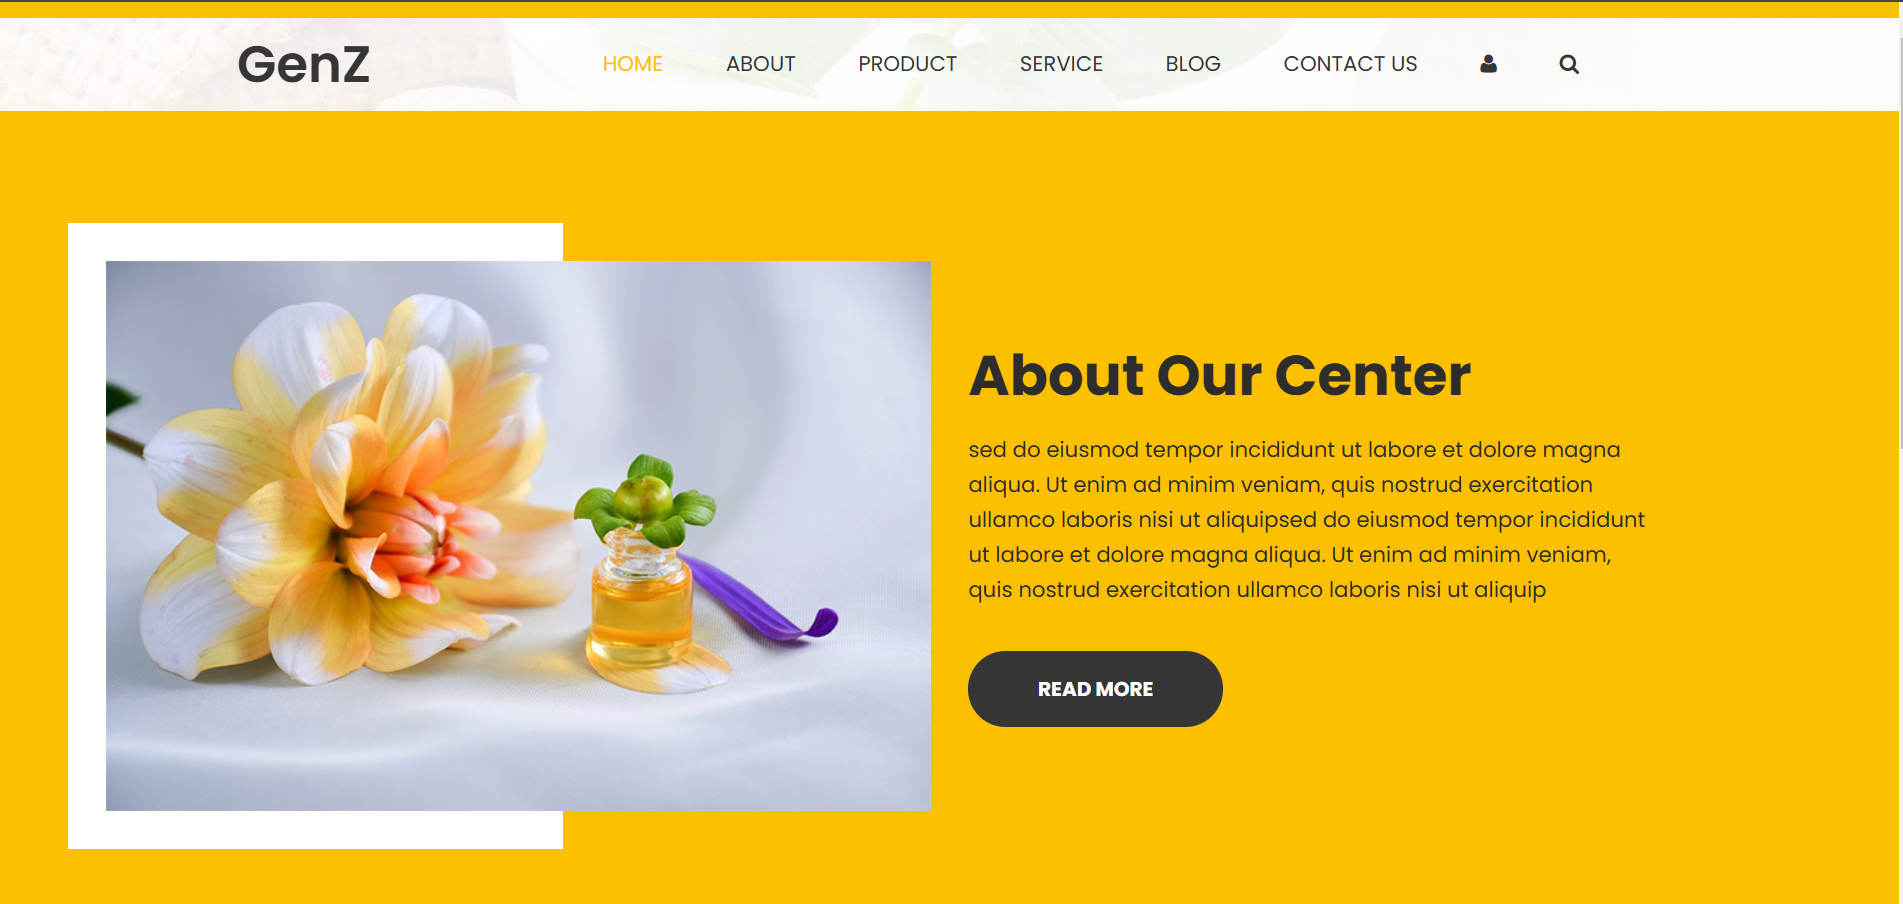 GenZ
HOME ABOUT PRODUCT SERVICE BLOG CONTACT US
About Our Center
sed do eiusmod tempor incididunt ut labore et dolore magna
aliqua. Ut enim ad minim veniam, quis nostrud exercitation
ullamco laboris nisi ut aliquipsed do eiusmod tempor incididunt
ut labore et dolore magna aliqua. Ut enim ad minim veniam,
quis nostrud exercitation ullamco laboris nisi ut aliquip
READ MORE